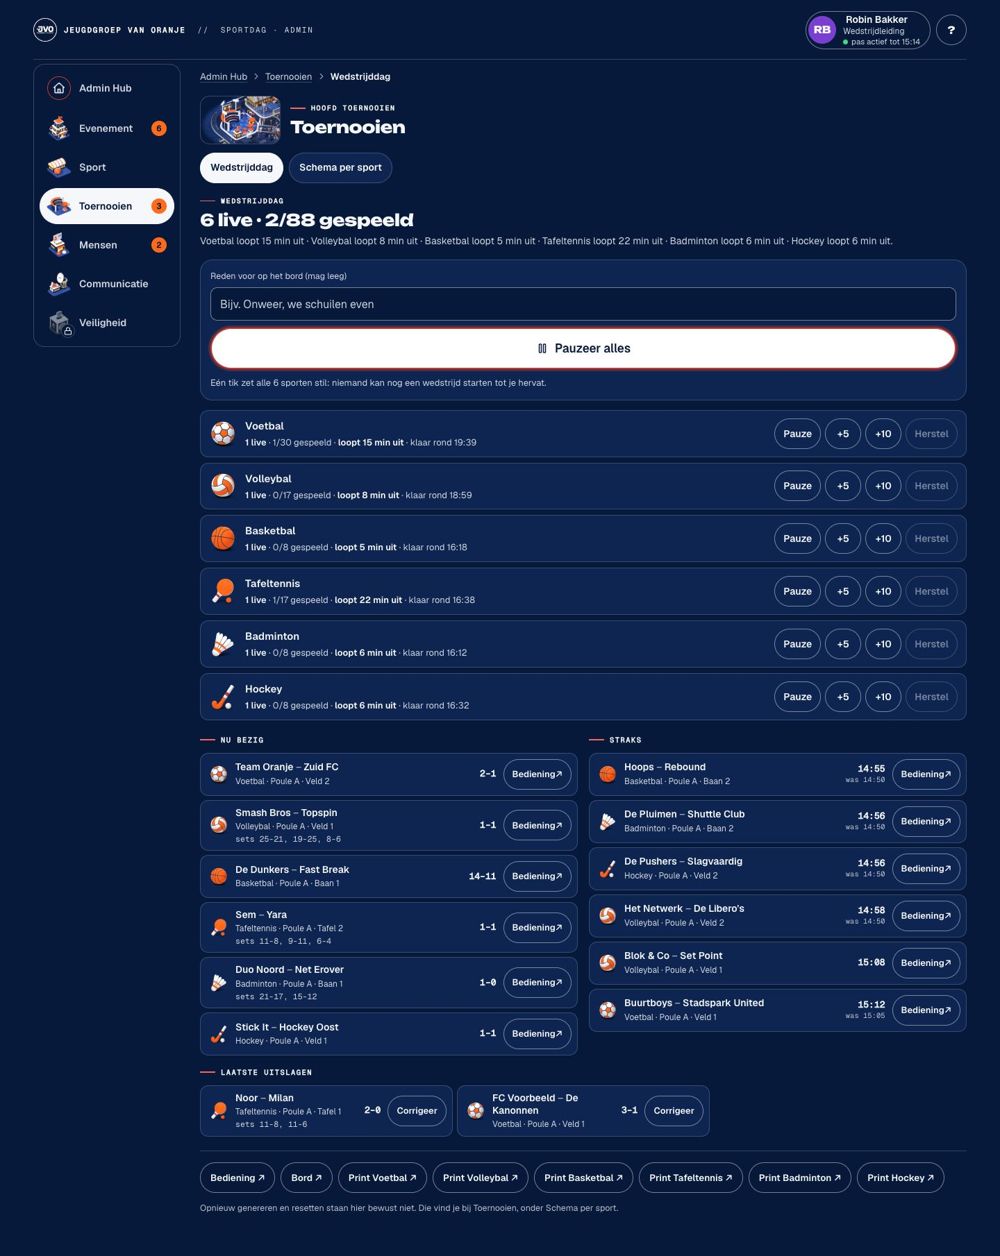 JVO JEUGDGROEP VAN ORANJE // SPORTDAG · ADMIN
RB
Robin Bakker
Wedstrijdleiding
pas actief tot 15:14
?
Admin Hub
Evenement 6
Sport
Toernooien 3
Mensen 2
Communicatie
Veiligheid
Admin Hub > Toernooien > Wedstrijddag
HOOFD TOERNOOIEN
Toernooien
Wedstrijddag
Schema per sport
WEDSTRIJDDAG
6 live · 2/88 gespeeld
Voetbal loopt 15 min uit · Volleybal loopt 8 min uit · Basketbal loopt 5 min uit · Tafeltennis loopt 22 min uit · Badminton loopt 6 min uit · Hockey loopt 6 min uit.
Reden voor op het bord (mag leeg)
Bijv. Onweer, we schuilen even
Pauzeer alles
Eén tik zet alle 6 sporten stil: niemand kan nog een wedstrijd starten tot je hervat.
Voetbal
1 live · 1/30 gespeeld · loopt 15 min uit · klaar rond 19:39
Pauze +5 +10 Herstel
Volleybal
1 live · 0/17 gespeeld · loopt 8 min uit · klaar rond 18:59
Pauze +5 +10 Herstel
Basketbal
1 live · 0/8 gespeeld · loopt 5 min uit · klaar rond 16:18
Pauze +5 +10 Herstel
Tafeltennis
1 live · 1/17 gespeeld · loopt 22 min uit · klaar rond 16:38
Pauze +5 +10 Herstel
Badminton
1 live · 0/8 gespeeld · loopt 6 min uit · klaar rond 16:12
Pauze +5 +10 Herstel
Hockey
1 live · 0/8 gespeeld · loopt 6 min uit · klaar rond 16:32
Pauze +5 +10 Herstel
NU BEZIG
Team Oranje – Zuid FC
Voetbal · Poule A · Veld 2
2–1
Bediening↗
Smash Bros – Topspin
Volleybal · Poule A · Veld 1
sets 25-21, 19-25, 8-6
1–1
Bediening↗
De Dunkers – Fast Break
Basketbal · Poule A · Baan 1
14–11
Bediening↗
Sem – Yara
Tafeltennis · Poule A · Tafel 2
sets 11-8, 9-11, 6-4
1–1
Bediening↗
Duo Noord – Net Erover
Badminton · Poule A · Baan 1
sets 21-17, 15-12
1–0
Bediening↗
Stick It – Hockey Oost
Hockey · Poule A · Veld 1
1–1
Bediening↗
STRAKS
Hoops – Rebound
Basketbal · Poule A · Baan 2
14:55
was 14:50
Bediening↗
De Pluimen – Shuttle Club
Badminton · Poule A · Baan 2
14:56
was 14:50
Bediening↗
De Pushers – Slagvaardig
Hockey · Poule A · Veld 2
14:56
was 14:50
Bediening↗
Het Netwerk – De Libero's
Volleybal · Poule A · Veld 2
14:58
was 14:50
Bediening↗
Blok & Co – Set Point
Volleybal · Poule A · Veld 1
15:08
Bediening↗
Buurtboys – Stadspark United
Voetbal · Poule A · Veld 1
15:12
was 15:05
Bediening↗
LAATSTE UITSLAGEN
Noor – Milan
Tafeltennis · Poule A · Tafel 1
sets 11-8, 11-6
2–0
Corrigeer
FC Voorbeeld – De
Kanonnen
Voetbal · Poule A · Veld 1
3–1
Corrigeer
Bediening ↗
Bord ↗
Print Voetbal ↗
Print Volleybal ↗
Print Basketbal ↗
Print Tafeltennis ↗
Print Badminton ↗
Print Hockey ↗
Opnieuw genereren en resetten staan hier bewust niet. Die vind je bij Toernooien, onder Schema per sport.